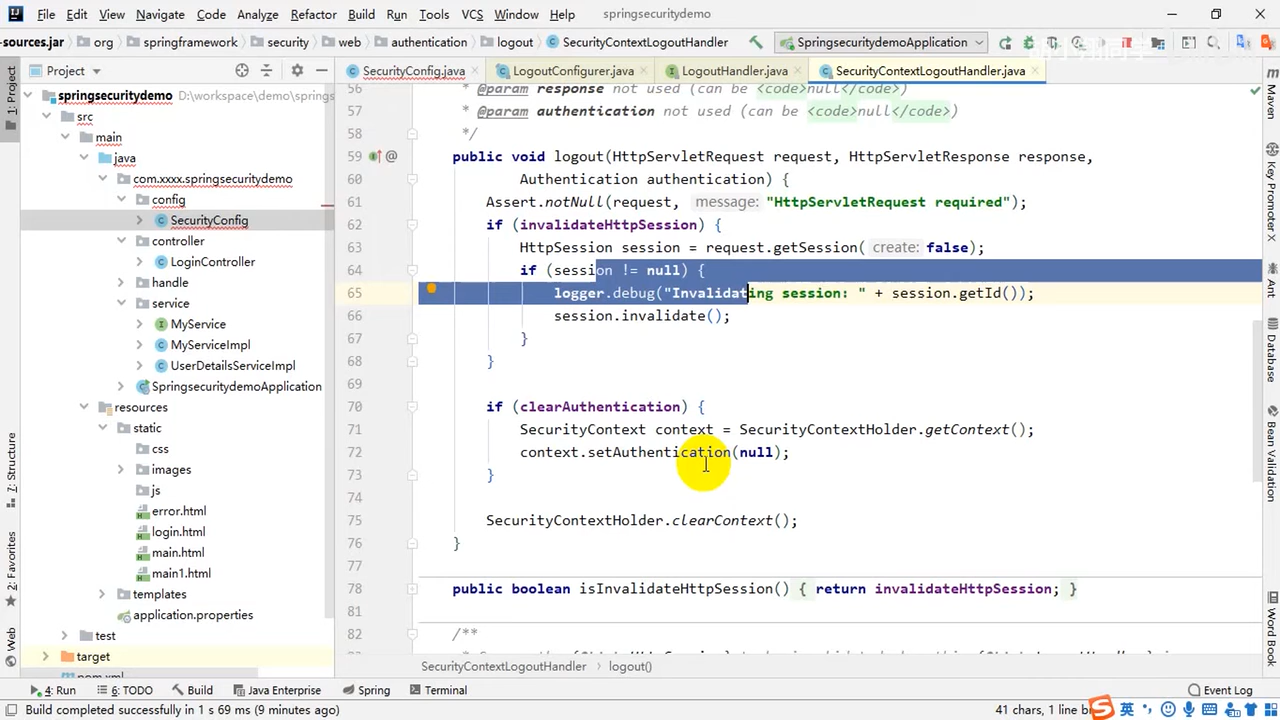 File Edit View Navigate Code Analyze Refactor Build Run Tools VCS Window Help springsecuritydemo
-sources.jar org springframework security web authentication logout SecurityContextLogoutHandler SpringsecuritydemoApplication
Project SecurityConfig.java LogoutConfigurer.java LogoutHandler.java SecurityContextLogoutHandler.java
1: Project
springsecuritydemo D:\workspace\demo\springs
src
main
java
com.xxxx.springsecuritydemo
config
SecurityConfig
controller
LoginController
handle
service
MyService
MyServiceImpl
UserDetailsServiceImpl
SpringsecuritydemoApplication
resources
static
css
images
js
error.html
login.html
main.html
main1.html
templates
application.properties
test
target
pom.xml
7: Structure
2: Favorites
Web
56 * @param response not used (can be <code>null</code>)
57 * @param authentication not used (can be <code>null</code>)
58 */
59 public void logout(HttpServletRequest request, HttpServletResponse response,
60 Authentication authentication) {
61 Assert.notNull(request, message: "HttpServletRequest required");
62 if (invalidateHttpSession) {
63 HttpSession session = request.getSession( create: false);
64 if (session != null) {
65 logger.debug("Invalidating session: " + session.getId());
66 session.invalidate();
67 }
68 }
69
70 if (clearAuthentication) {
71 SecurityContext context = SecurityContextHolder.getContext();
72 context.setAuthentication(null);
73 }
74
75 SecurityContextHolder.clearContext();
76 }
77
78 public boolean isInvalidateHttpSession() { return invalidateHttpSession; }
81
82 /**
SecurityContextLogoutHandler logout()
Maven
Key Promoter X
Ant
Database
Bean Validation
Word Book
4: Run 6: TODO Build Java Enterprise Spring Terminal Event Log
Build completed successfully in 1 s 69 ms (9 minutes ago) 41 chars, 1 line 英